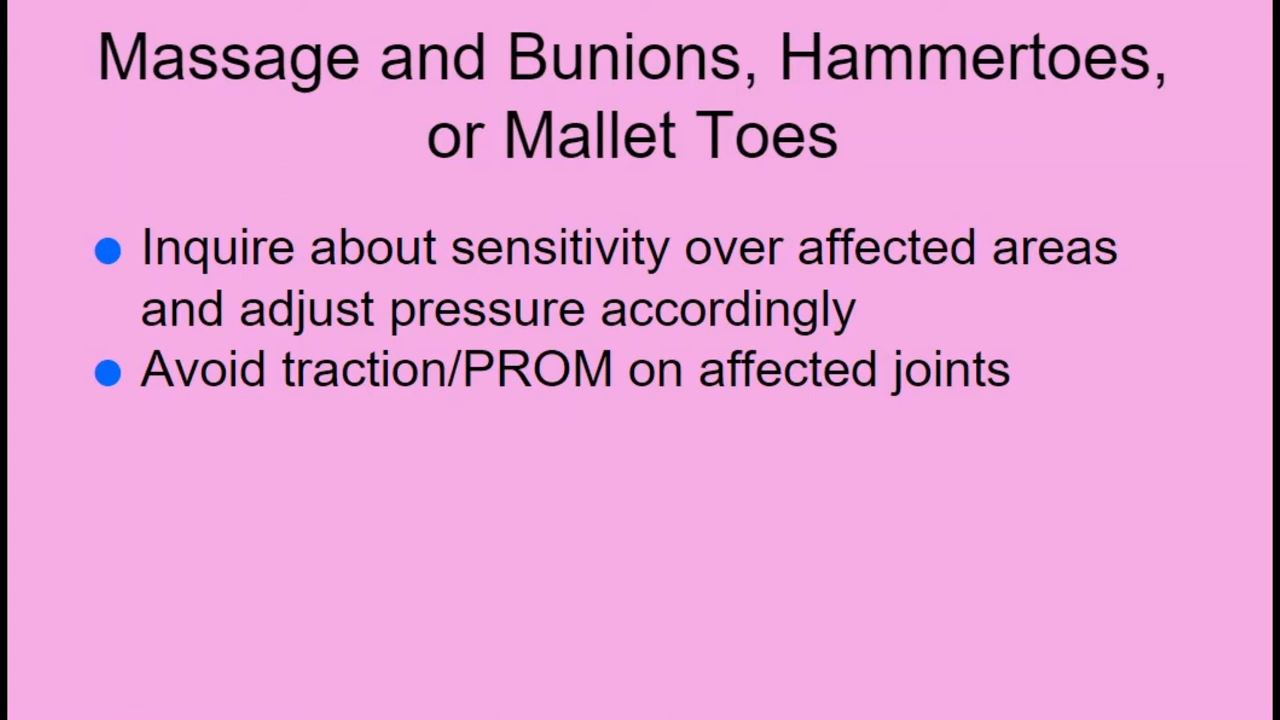 Massage and Bunions, Hammertoes,
or Mallet Toes
Inquire about sensitivity over affected areas
and adjust pressure accordingly
Avoid traction/PROM on affected joints